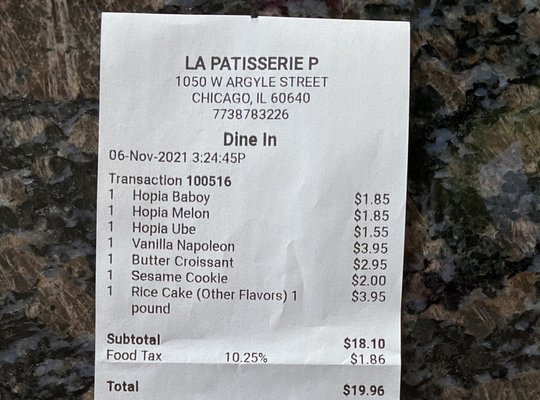 LA PATISSERIE P
1050 W ARGYLE STREET
CHICAGO, IL 60640
7738783226
Dine In
06-Nov-2021 3:24:45P
Transaction 100516
1 Hopia Baboy $1.85
1 Hopia Melon $1.85
1 Hopia Ube $1.55
1 Vanilla Napoleon $3.95
1 Butter Croissant $2.95
1 Sesame Cookie $2.00
1 Rice Cake (Other Flavors) 1 $3.95
pound
Subtotal $18.10
Food Tax 10.25% $1.86
Total $19.96